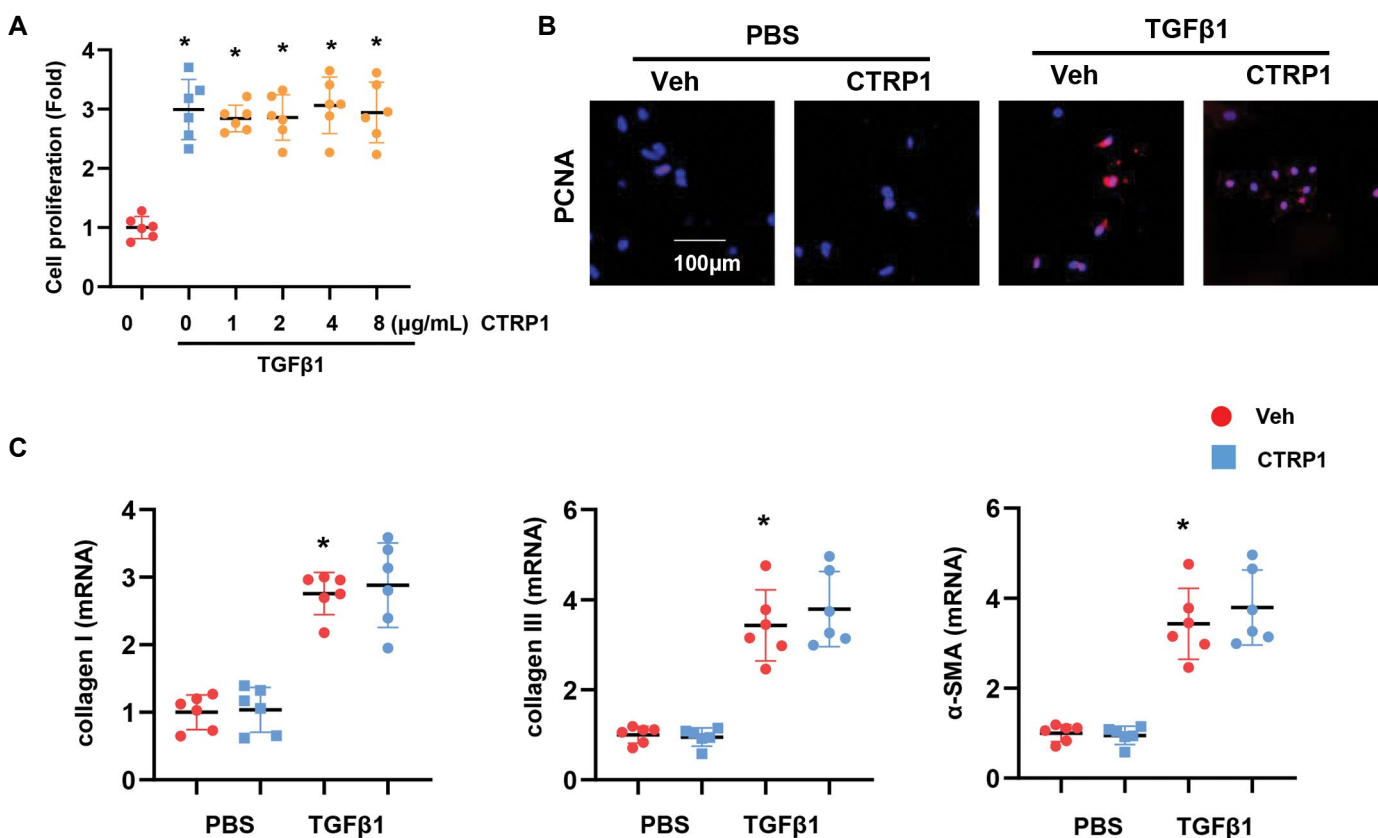 A
Cell proliferation (Fold)
4
3
2
1
0
* * * * *
0 0 1 2 4 8 (μg/mL) CTRP1
TGFβ1
B
PBS TGFβ1
Veh CTRP1 Veh CTRP1
PCNA
100μm
C
Veh
CTRP1
collagen I (mRNA)
4
3
2
1
0
*
PBS TGFβ1
collagen III (mRNA)
6
4
2
0
*
PBS TGFβ1
α-SMA (mRNA)
6
4
2
0
*
PBS TGFβ1